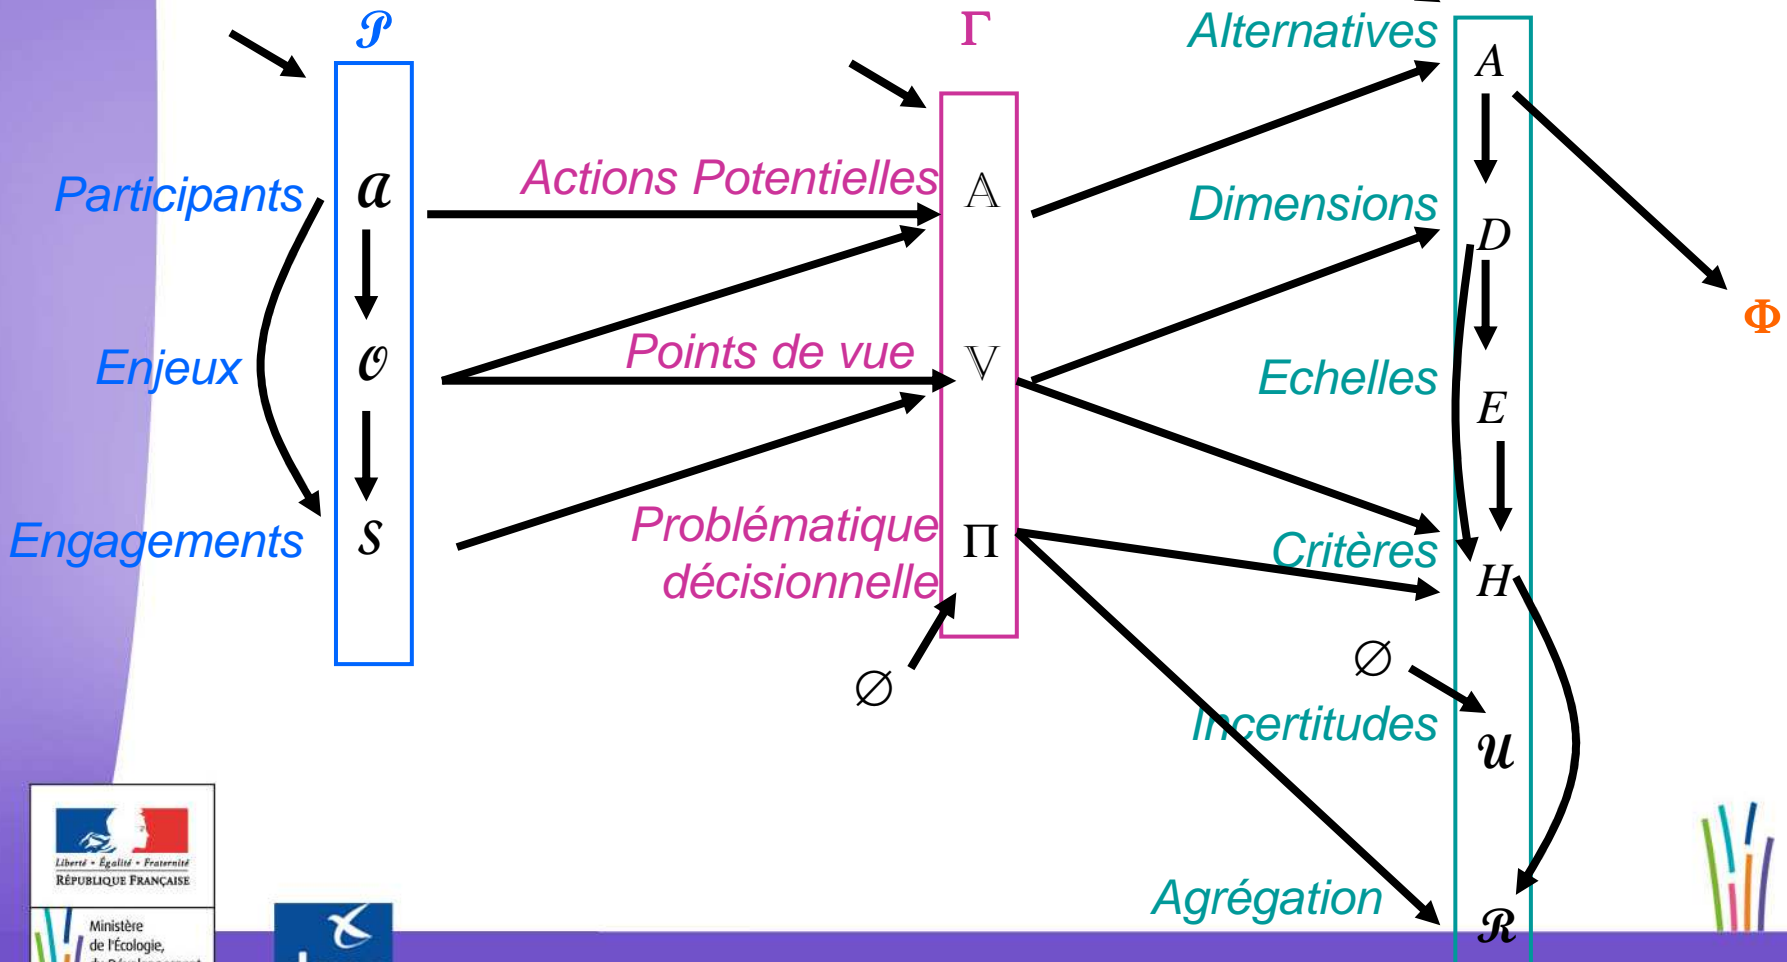 𝒫
Γ
Alternatives
A
Participants
a
Actions Potentielles
𝔸
Dimensions
D
Φ
Enjeux
o
Points de vue
𝕍
Echelles
E
Engagements
s
Problématique
décisionnelle
Π
Critères
H
∅
∅
Incertitudes
u
Agrégation
ℛ
Liberté • Égalité • Fraternité
RÉPUBLIQUE FRANÇAISE
Ministère
de l'Écologie,